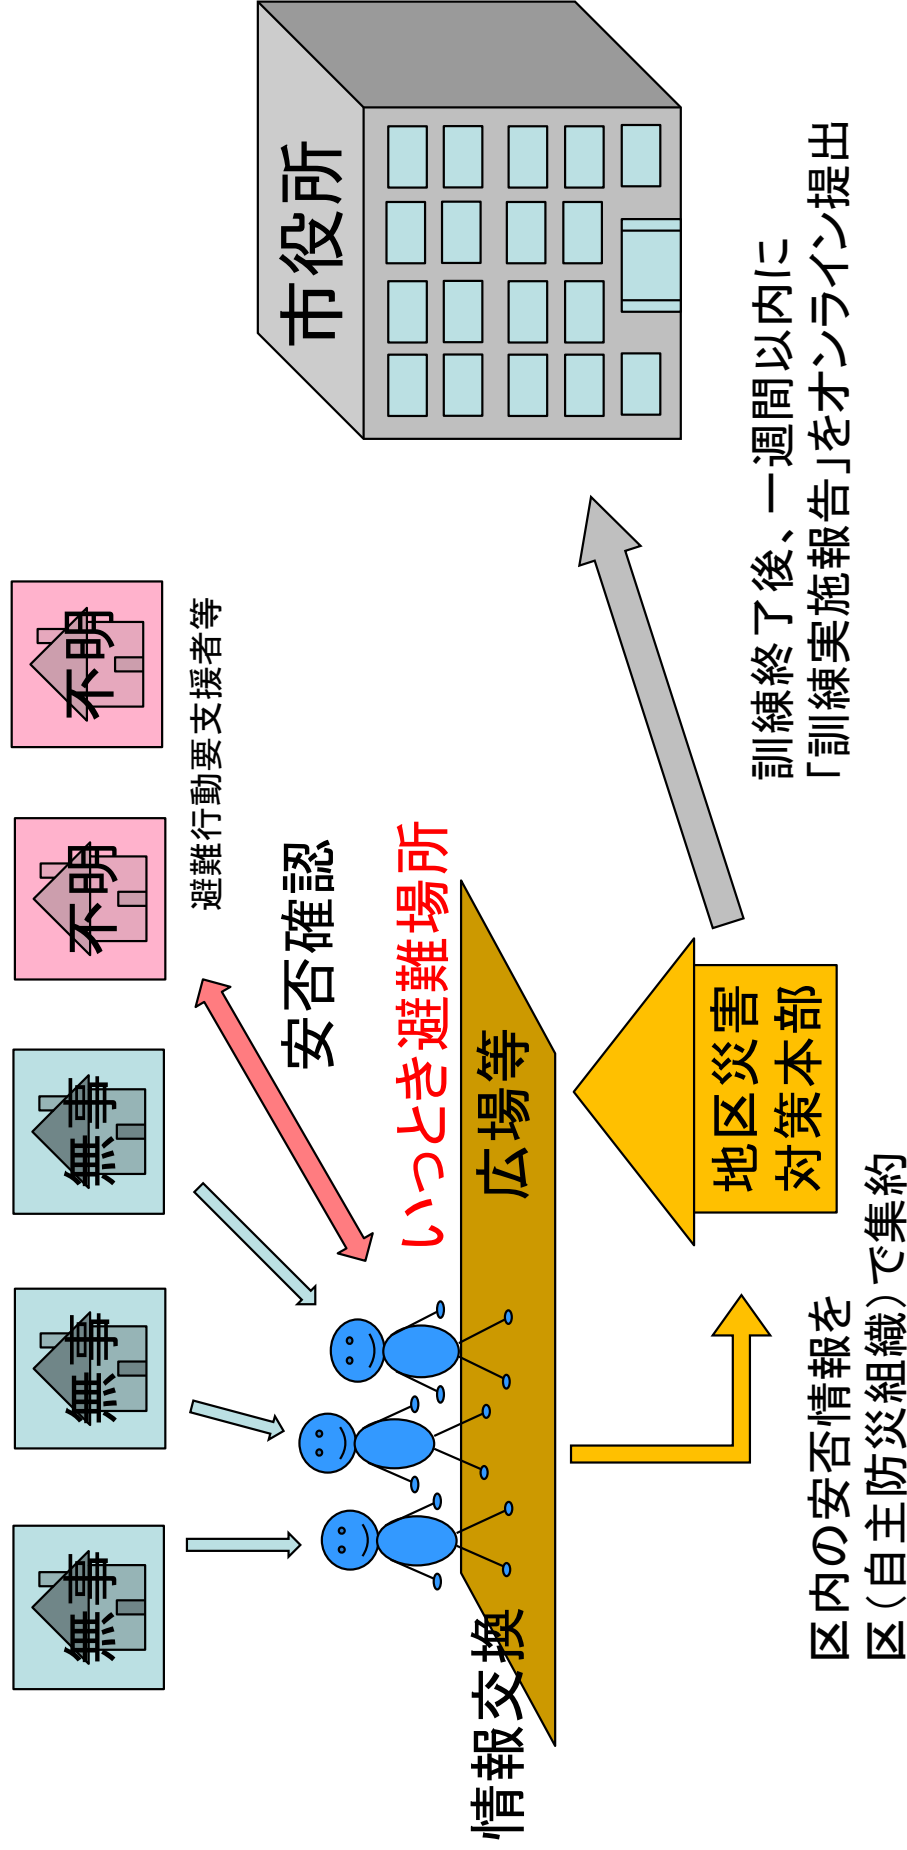 無事
無事
無事
不明
不明
避難行動要支援者等
安否確認
市役所
いっとき避難場所
情報交換
広場等
地区災害
対策本部
訓練終了後、一週間以内に
「訓練実施報告」をオンライン提出
区内の安否情報を
区（自主防災組織）で集約